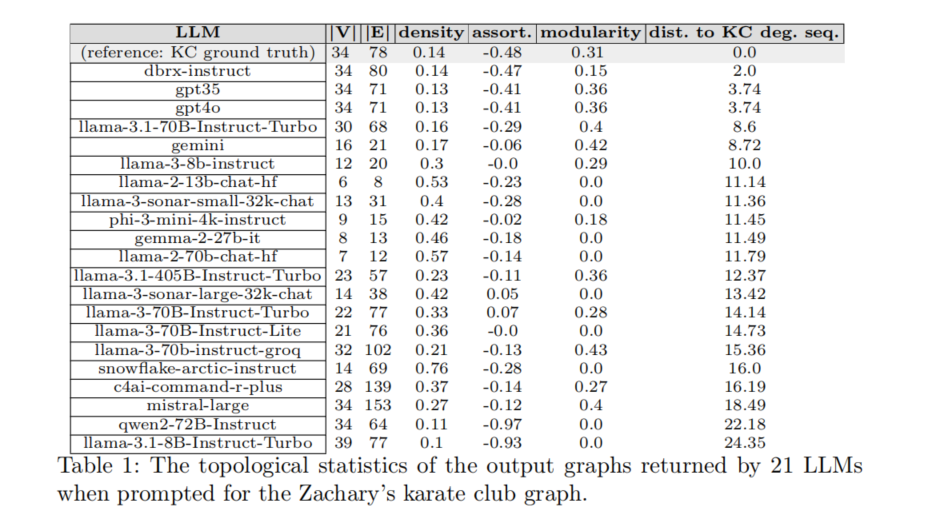 LLM |V| |E| density assort. modularity dist. to KC deg. seq.
(reference: KC ground truth) 34 78 0.14 -0.48 0.31 0.0
dbrx-instruct 34 80 0.14 -0.47 0.15 2.0
gpt35 34 71 0.13 -0.41 0.36 3.74
gpt4o 34 71 0.13 -0.41 0.36 3.74
llama-3.1-70B-Instruct-Turbo 30 68 0.16 -0.29 0.4 8.6
gemini 16 21 0.17 -0.06 0.42 8.72
llama-3-8b-instruct 12 20 0.3 -0.0 0.29 10.0
llama-2-13b-chat-hf 6 8 0.53 -0.23 0.0 11.14
llama-3-sonar-small-32k-chat 13 31 0.4 -0.28 0.0 11.36
phi-3-mini-4k-instruct 9 15 0.42 -0.02 0.18 11.45
gemma-2-27b-it 8 13 0.46 -0.18 0.0 11.49
llama-2-70b-chat-hf 7 12 0.57 -0.14 0.0 11.79
llama-3.1-405B-Instruct-Turbo 23 57 0.23 -0.11 0.36 12.37
llama-3-sonar-large-32k-chat 14 38 0.42 0.05 0.0 13.42
llama-3-70B-Instruct-Turbo 22 77 0.33 0.07 0.28 14.14
llama-3-70B-Instruct-Lite 21 76 0.36 -0.0 0.0 14.73
llama-3-70b-instruct-groq 32 102 0.21 -0.13 0.43 15.36
snowflake-arctic-instruct 14 69 0.76 -0.28 0.0 16.0
c4ai-command-r-plus 28 139 0.37 -0.14 0.27 16.19
mistral-large 34 153 0.27 -0.12 0.4 18.49
qwen2-72B-Instruct 34 64 0.11 -0.97 0.0 22.18
llama-3.1-8B-Instruct-Turbo 39 77 0.1 -0.93 0.0 24.35
Table 1: The topological statistics of the output graphs returned by 21 LLMs
when prompted for the Zachary's karate club graph.